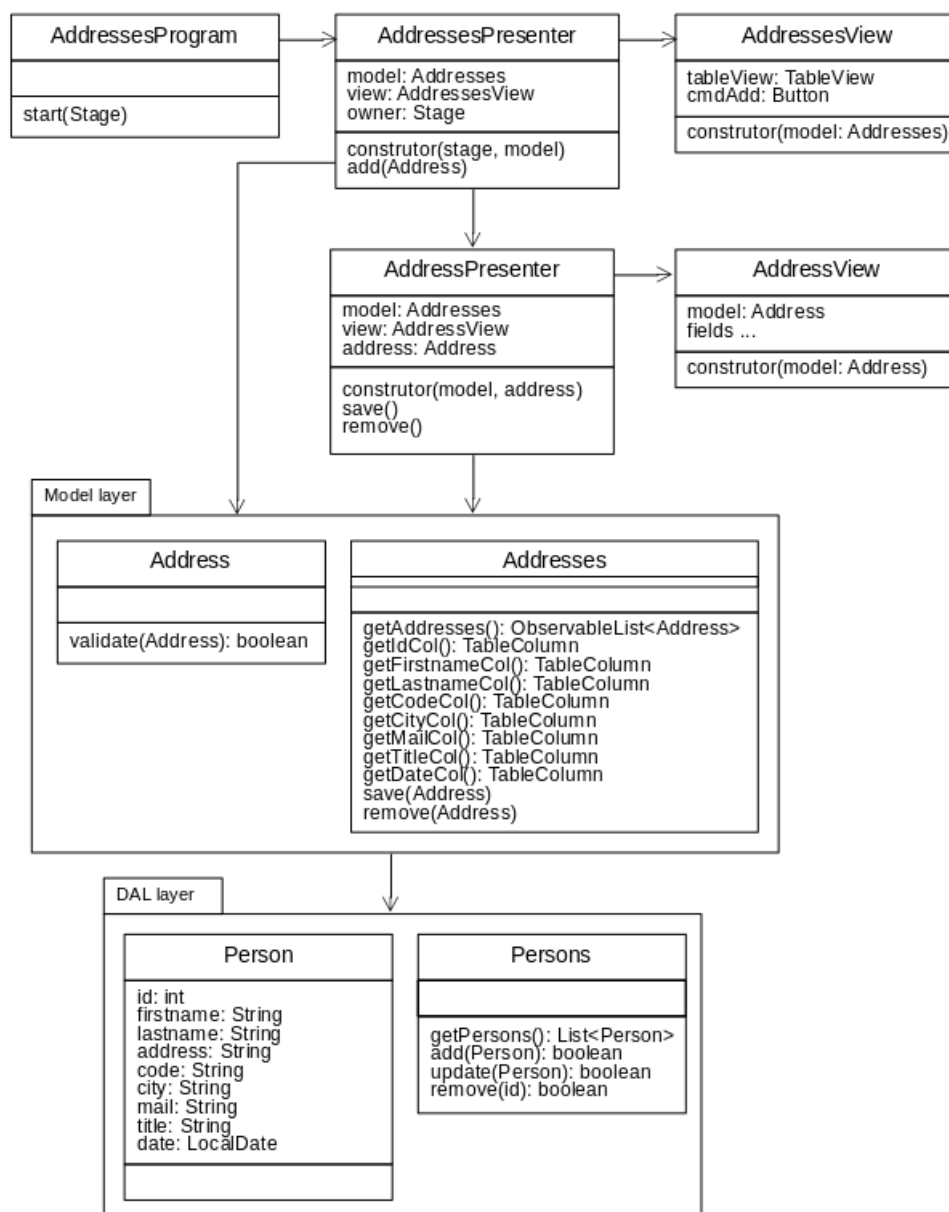 AddressesProgram
start(Stage)
AddressesPresenter
model: Addresses
view: AddressesView
owner: Stage
construtor(stage, model)
add(Address)
AddressesView
tableView: TableView
cmdAdd: Button
construtor(model: Addresses)
AddressPresenter
model: Addresses
view: AddressView
address: Address
construtor(model, address)
save()
remove()
AddressView
model: Address
fields ...
construtor(model: Address)
Model layer
Address
validate(Address): boolean
Addresses
getAddresses(): ObservableList<Address>
getIdCol(): TableColumn
getFirstnameCol(): TableColumn
getLastnameCol(): TableColumn
getCodeCol(): TableColumn
getCityCol(): TableColumn
getMailCol(): TableColumn
getTitleCol(): TableColumn
getDateCol(): TableColumn
save(Address)
remove(Address)
DAL layer
Person
id: int
firstname: String
lastname: String
address: String
code: String
city: String
mail: String
title: String
date: LocalDate
Persons
getPersons(): List<Person>
add(Person): boolean
update(Person): boolean
remove(id): boolean